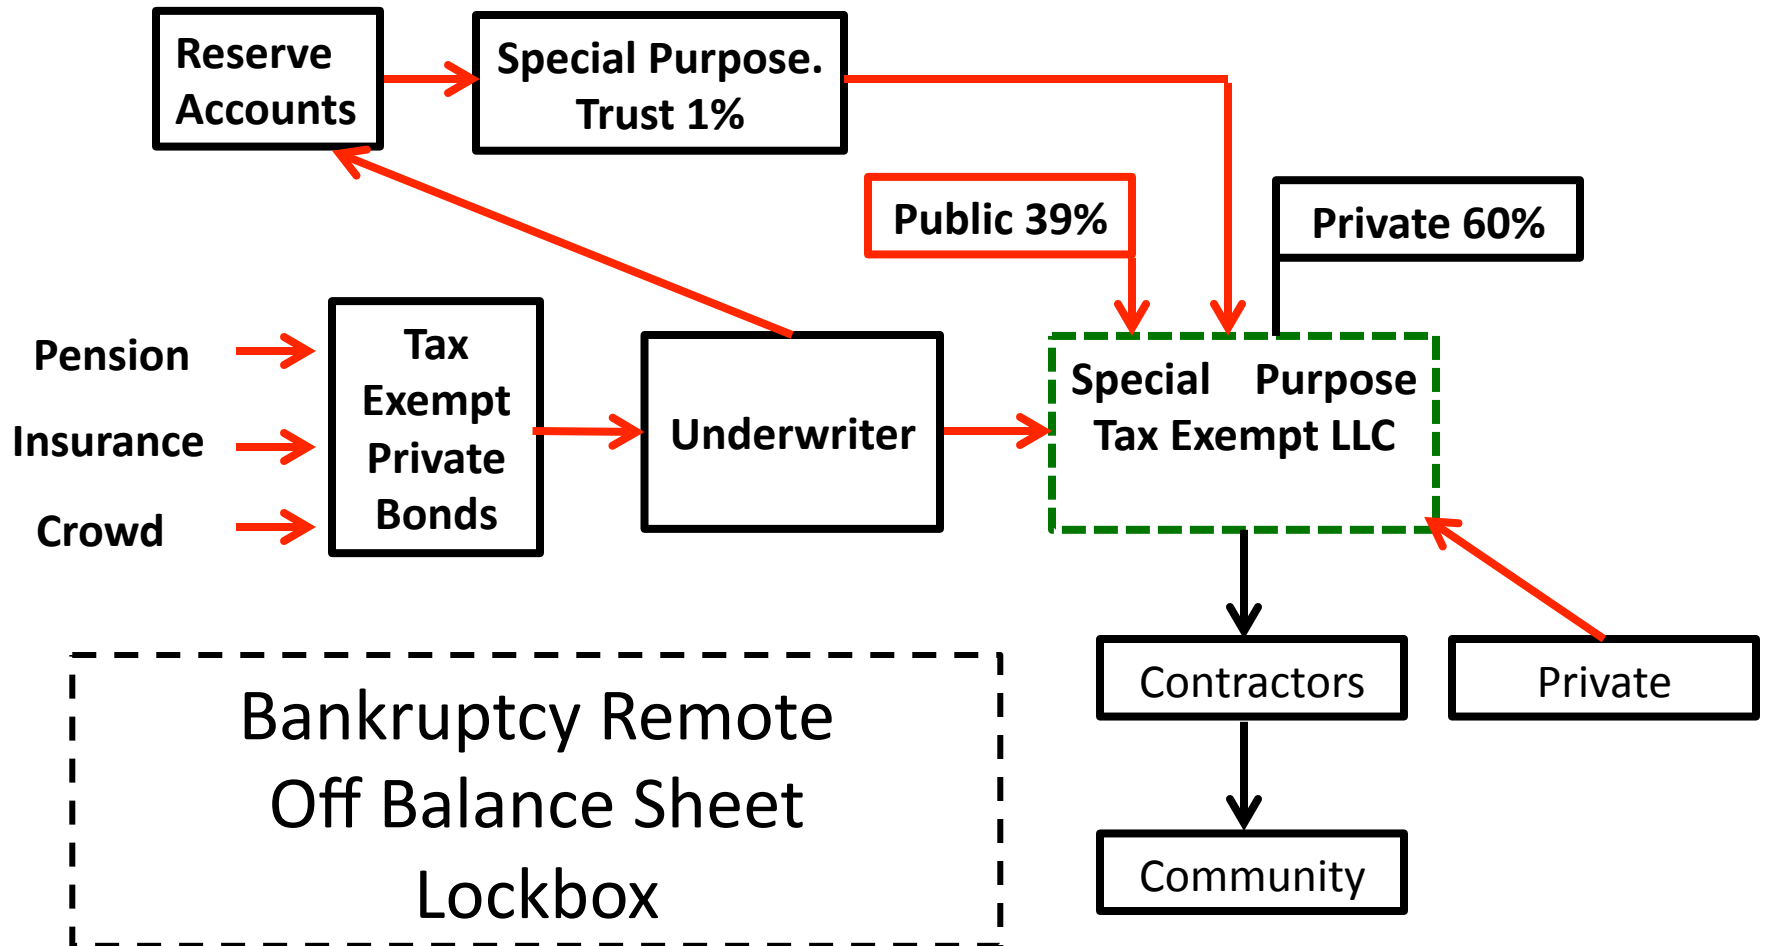 Reserve
Accounts
Special Purpose.
Trust 1%
Public 39%
Private 60%
Pension
Insurance
Crowd
Tax
Exempt
Private
Bonds
Underwriter
Special Purpose
Tax Exempt LLC
Contractors
Private
Community
Bankruptcy Remote
Off Balance Sheet
Lockbox